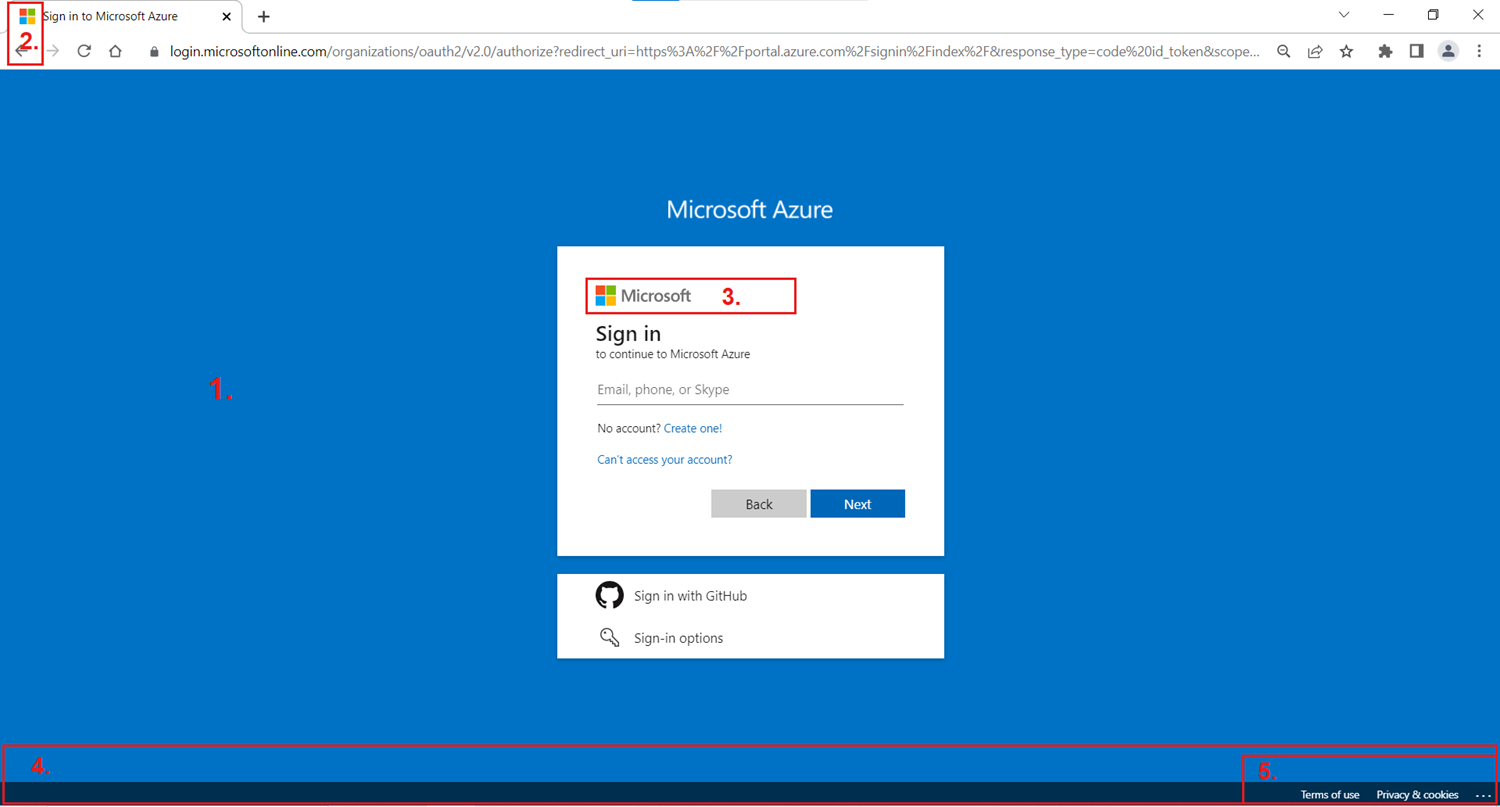 Sign in to Microsoft Azure
2.
login.microsoftonline.com/organizations/oauth2/v2.0/authorize?redirect_uri=https%3A%2F%2Fportal.azure.com%2Fsignin%2Findex%2F&response_type=code%20id_token&scope...
Microsoft Azure
Microsoft 3.
Sign in
to continue to Microsoft Azure
1.
Email, phone, or Skype
No account? Create one!
Can't access your account?
Back Next
Sign in with GitHub
Sign-in options
4. 5.
Terms of use Privacy & cookies ...